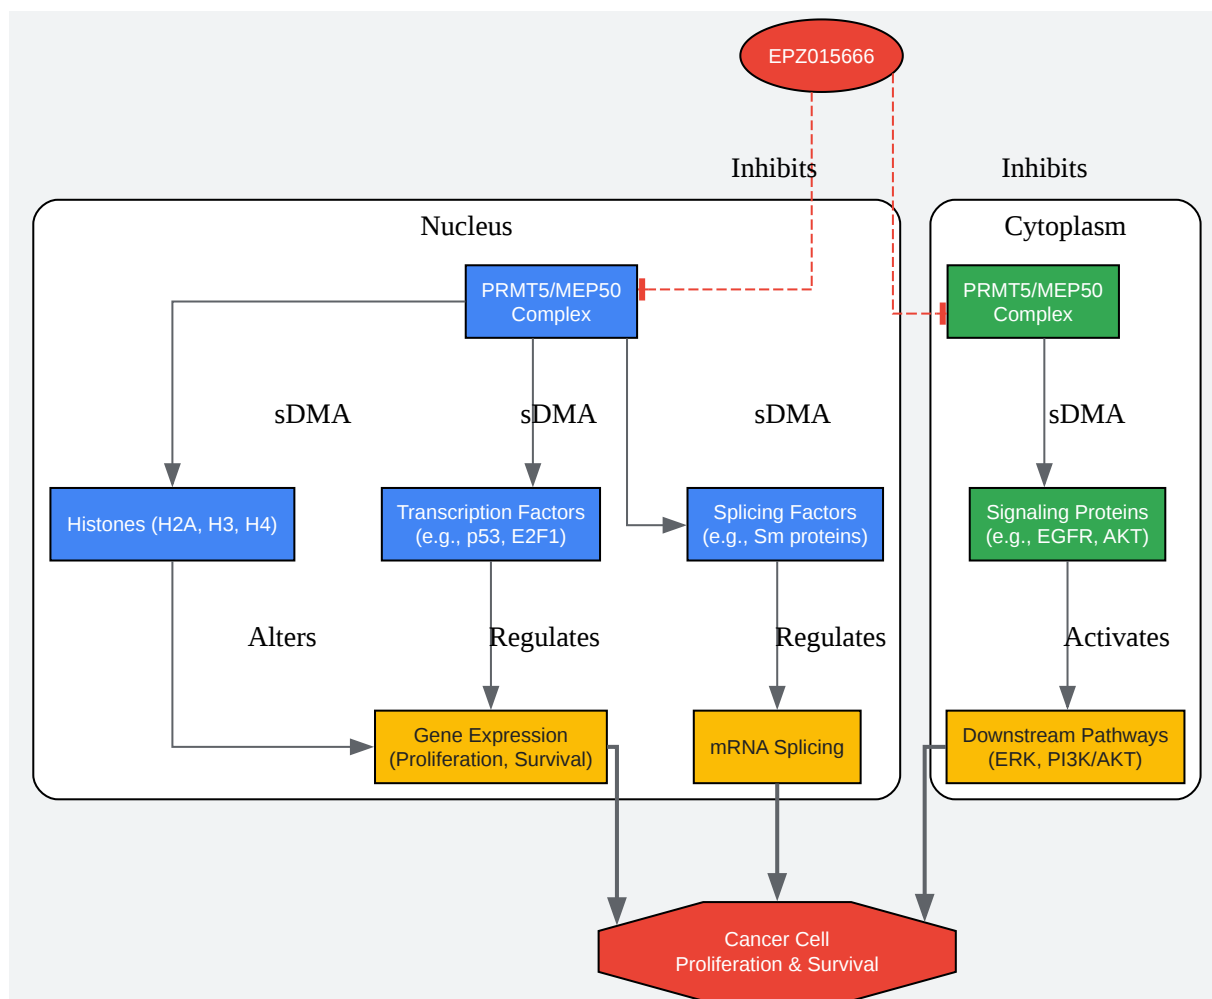 EPZ015666
Inhibits
Inhibits
Nucleus
Cytoplasm
PRMT5/MEP50
Complex
PRMT5/MEP50
Complex
sDMA
sDMA
sDMA
sDMA
Histones (H2A, H3, H4)
Transcription Factors
(e.g., p53, E2F1)
Splicing Factors
(e.g., Sm proteins)
Signaling Proteins
(e.g., EGFR, AKT)
Alters
Regulates
Regulates
Activates
Gene Expression
(Proliferation, Survival)
mRNA Splicing
Downstream Pathways
(ERK, PI3K/AKT)
Cancer Cell
Proliferation & Survival